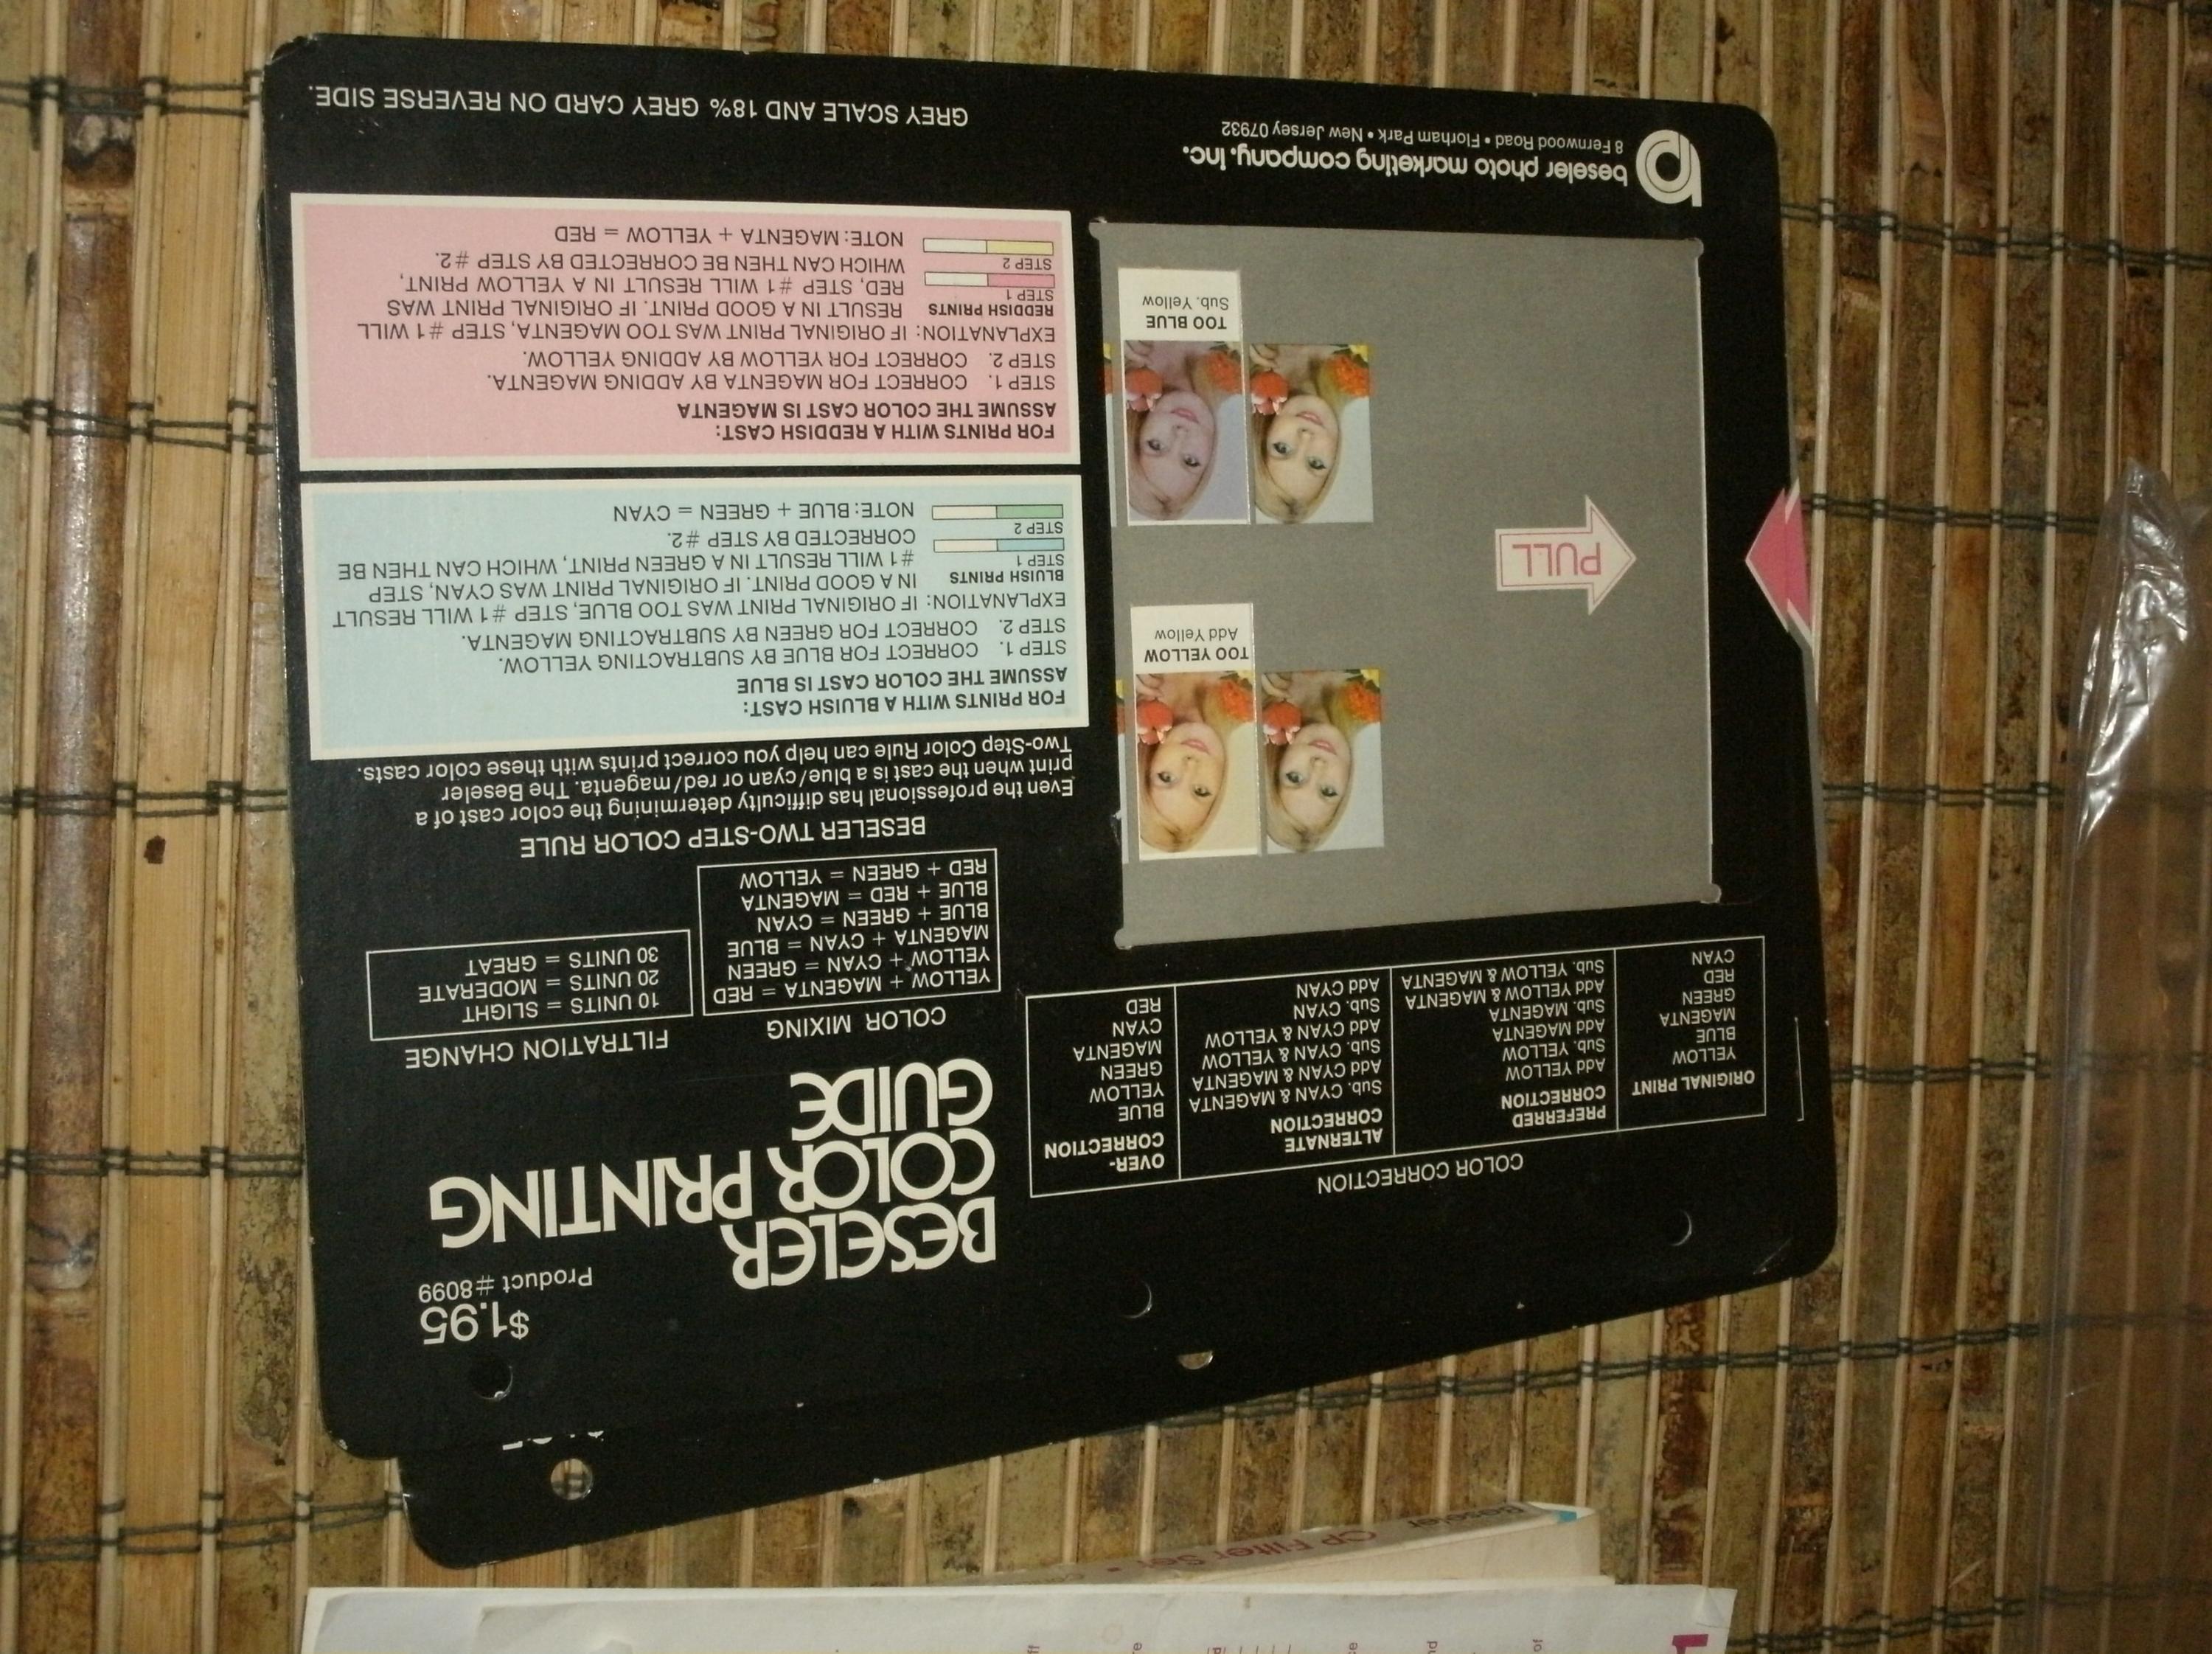 $1.95
Product #8099
BESELER
COLOR PRINTING
GUIDE
COLOR MIXING
YELLOW + MAGENTA = RED
YELLOW + CYAN = GREEN
MAGENTA + CYAN = BLUE
BLUE + GREEN = CYAN
BLUE + RED = MAGENTA
RED + GREEN = YELLOW
FILTRATION CHANGE
10 UNITS = SLIGHT
20 UNITS = MODERATE
30 UNITS = GREAT
BESELER TWO-STEP COLOR RULE
Even the professional has difficulty determining the color cast of a
print when the cast is a blue/cyan or red/magenta. The Beseler
Two-Step Color Rule can help you correct prints with these color casts.
FOR PRINTS WITH A BLUISH CAST:
ASSUME THE COLOR CAST IS BLUE
STEP 1. CORRECT FOR BLUE BY SUBTRACTING YELLOW.
STEP 2. CORRECT FOR GREEN BY SUBTRACTING MAGENTA.
EXPLANATION: IF ORIGINAL PRINT WAS TOO BLUE, STEP #1 WILL RESULT
IN A GOOD PRINT. IF ORIGINAL PRINT WAS CYAN, STEP
#1 WILL RESULT IN A GREEN PRINT, WHICH CAN THEN BE
CORRECTED BY STEP #2.
NOTE: BLUE + GREEN = CYAN
BLUISH PRINTS
STEP 1
STEP 2
FOR PRINTS WITH A REDDISH CAST:
ASSUME THE COLOR CAST IS MAGENTA
STEP 1. CORRECT FOR MAGENTA BY ADDING MAGENTA.
STEP 2. CORRECT FOR YELLOW BY ADDING YELLOW.
EXPLANATION: IF ORIGINAL PRINT WAS TOO MAGENTA, STEP #1 WILL
RESULT IN A GOOD PRINT. IF ORIGINAL PRINT WAS
RED, STEP #1 WILL RESULT IN A YELLOW PRINT,
WHICH CAN THEN BE CORRECTED BY STEP #2.
NOTE: MAGENTA + YELLOW = RED
REDDISH PRINTS
STEP 1
STEP 2
GREY SCALE AND 18% GREY CARD ON REVERSE SIDE.
COLOR CORRECTION
ORIGINAL PRINT
YELLOW
BLUE
MAGENTA
GREEN
RED
CYAN
PREFERRED
CORRECTION
Add YELLOW
Sub. YELLOW
Add MAGENTA
Sub. MAGENTA
Add YELLOW & MAGENTA
Sub. YELLOW & MAGENTA
ALTERNATE
CORRECTION
Sub. CYAN & MAGENTA
Add CYAN & MAGENTA
Sub. CYAN & YELLOW
Add CYAN & YELLOW
Sub. CYAN
Add CYAN
OVER-
CORRECTION
BLUE
YELLOW
GREEN
MAGENTA
CYAN
RED
PULL
TOO YELLOW
Add Yellow
TOO BLUE
Sub. Yellow
beseler photo marketing company, inc.
8 Fernwood Road • Florham Park • New Jersey 07932
Beseler CP Filter Set